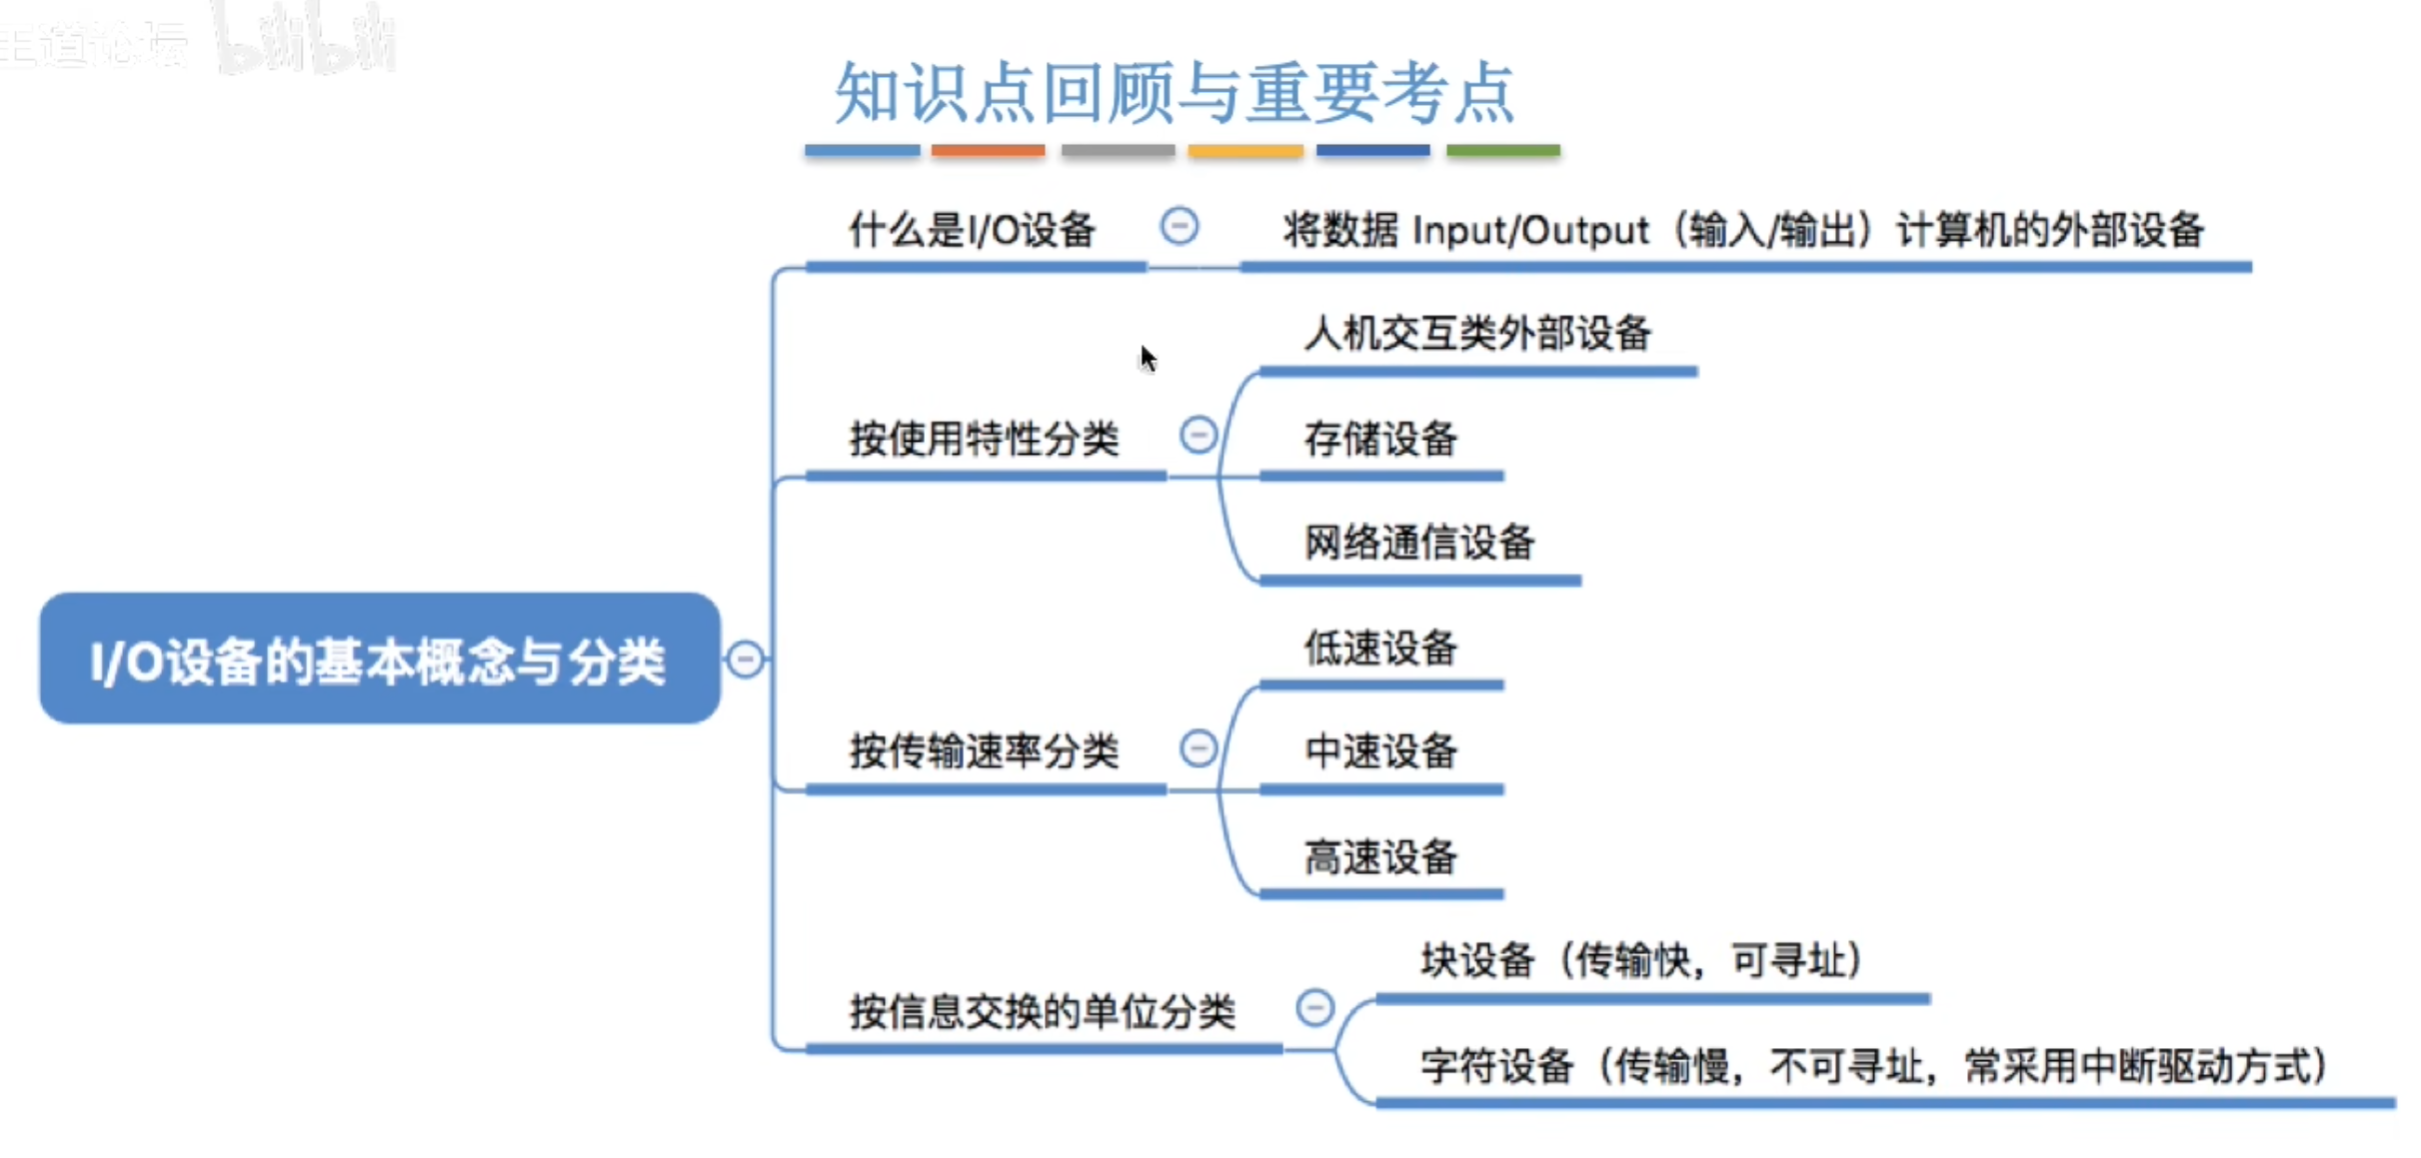 王道论坛 bilibili
知识点回顾与重要考点
什么是I/O设备
将数据 Input/Output（输入/输出）计算机的外部设备
人机交互类外部设备
按使用特性分类
存储设备
网络通信设备
I/O设备的基本概念与分类
低速设备
按传输速率分类
中速设备
高速设备
块设备（传输快，可寻址）
按信息交换的单位分类
字符设备（传输慢，不可寻址，常采用中断驱动方式）